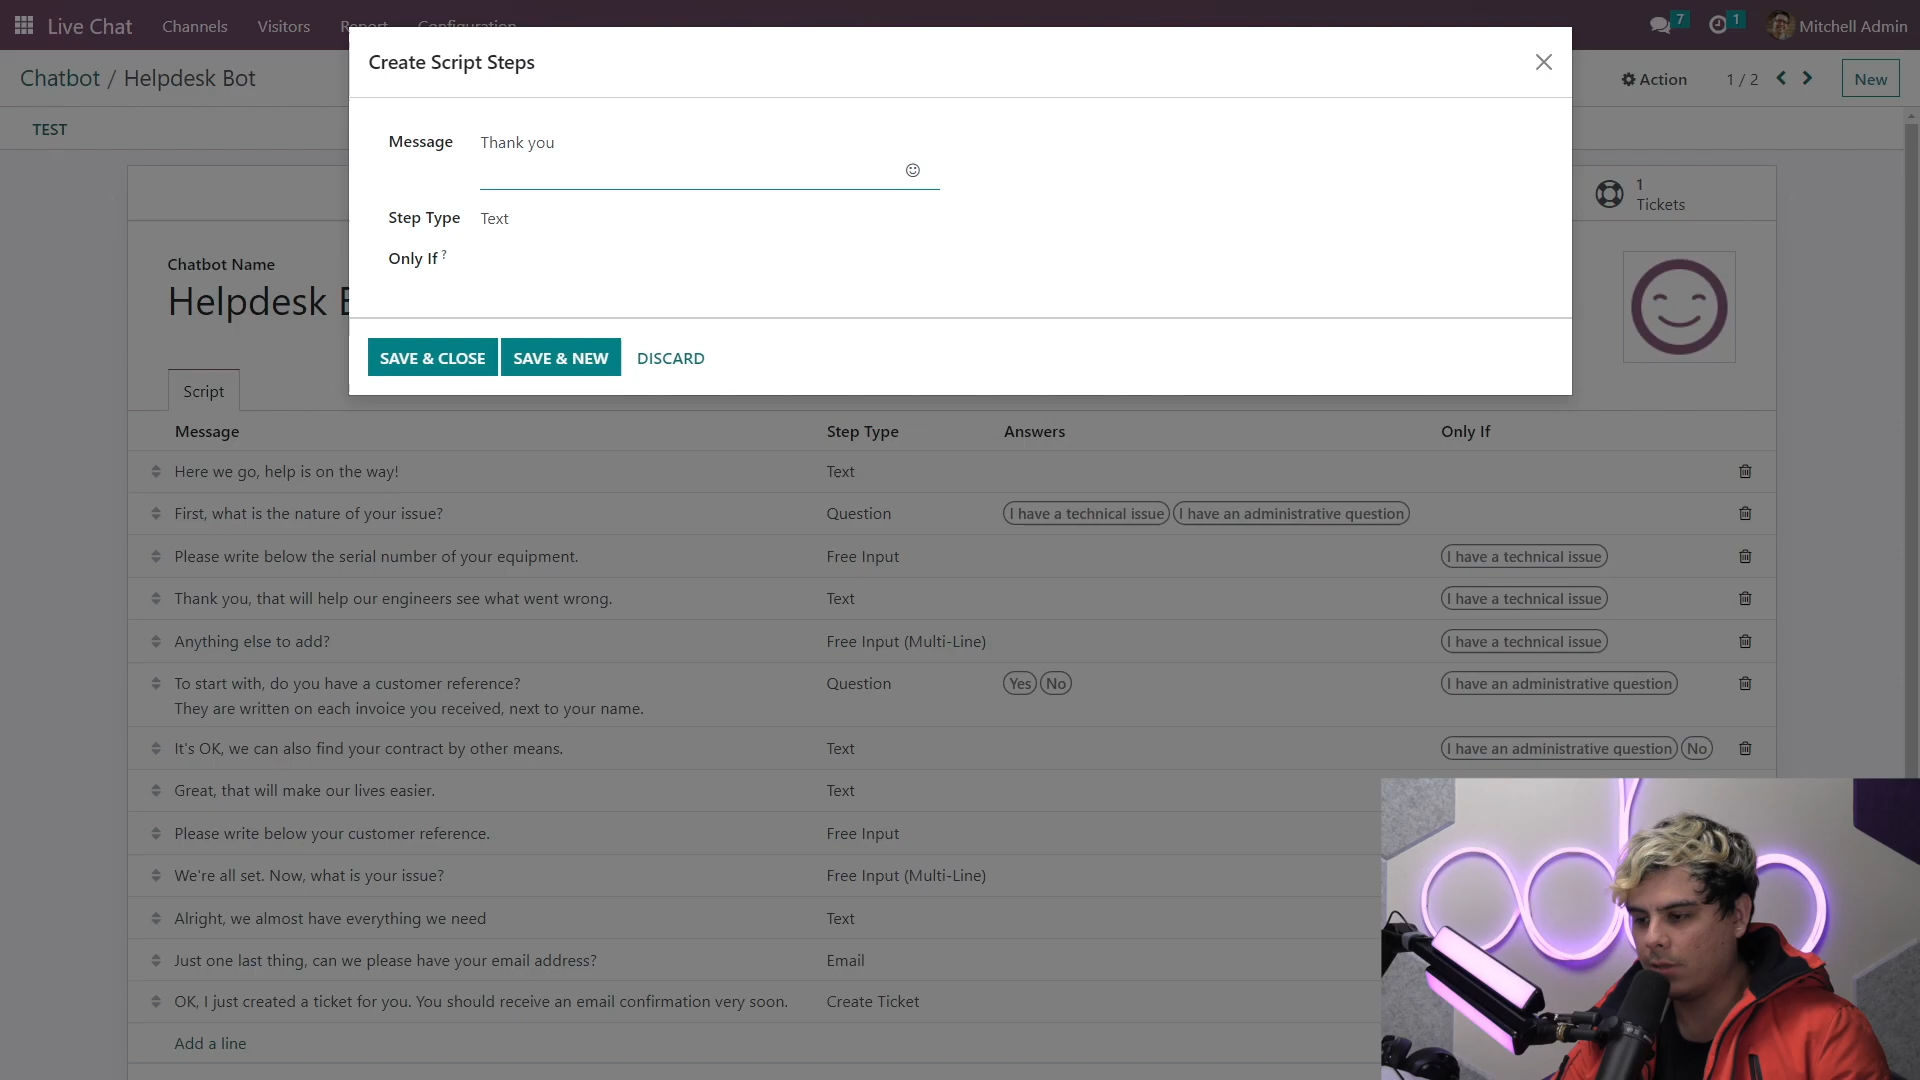 Live Chat Channels Visitors Report Configuration 7 1 Mitchell Admin
Chatbot / Helpdesk Bot Action 1 / 2 New
TEST
Create Script Steps
Message Thank you
Step Type Text
Only If ?
SAVE & CLOSE SAVE & NEW DISCARD
1
Tickets
Chatbot Name
Helpdesk B
Script
Message Step Type Answers Only If
Here we go, help is on the way! Text
First, what is the nature of your issue? Question I have a technical issue I have an administrative question
Please write below the serial number of your equipment. Free Input I have a technical issue
Thank you, that will help our engineers see what went wrong. Text I have a technical issue
Anything else to add? Free Input (Multi-Line) I have a technical issue
To start with, do you have a customer reference? Question Yes No I have an administrative question
They are written on each invoice you received, next to your name.
It's OK, we can also find your contract by other means. Text I have an administrative question No
Great, that will make our lives easier. Text
Please write below your customer reference. Free Input
We're all set. Now, what is your issue? Free Input (Multi-Line)
Alright, we almost have everything we need Text
Just one last thing, can we please have your email address? Email
OK, I just created a ticket for you. You should receive an email confirmation very soon. Create Ticket
Add a line